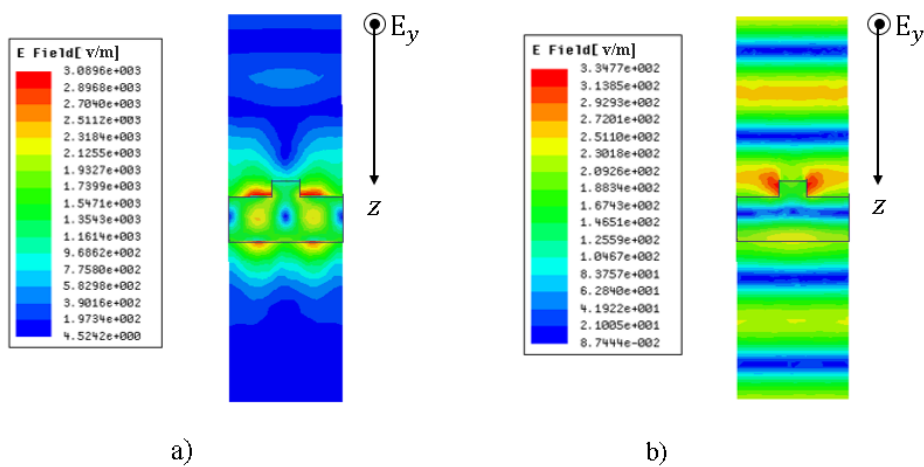 E Field[ v/m]
3.0896e+003
2.8968e+003
2.7040e+003
2.5112e+003
2.3184e+003
2.1255e+003
1.9327e+003
1.7399e+003
1.5471e+003
1.3543e+003
1.1614e+003
9.6862e+002
7.7580e+002
5.8298e+002
3.9016e+002
1.9734e+002
4.5242e+000
Ey
z
a)
E Field[ v/m]
3.3477e+002
3.1385e+002
2.9293e+002
2.7201e+002
2.5110e+002
2.3018e+002
2.0926e+002
1.8834e+002
1.6743e+002
1.4651e+002
1.2559e+002
1.0467e+002
8.3757e+001
6.2840e+001
4.1922e+001
2.1005e+001
8.7444e-002
Ey
z
b)